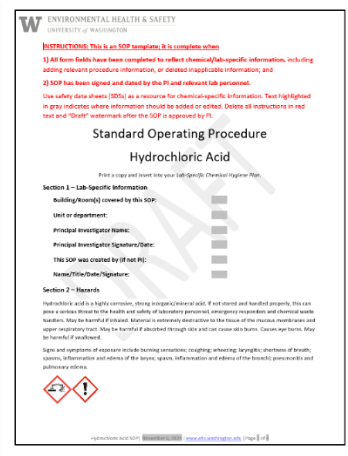 W ENVIRONMENTAL HEALTH & SAFETY
UNIVERSITY of WASHINGTON
INSTRUCTIONS: This is an SOP template; it is complete when
1) All form fields have been completed to reflect chemical/lab-specific information, including
adding relevant procedure information, or deleted inapplicable information; and
2) SOP has been signed and dated by the PI and relevant lab personnel.
Use safety data sheets (SDSs) as a resource for chemical-specific information. Text highlighted
in gray indicates where information should be added or edited. Delete all instructions in red
text and "Draft" watermark after the SOP is approved by PI.
Standard Operating Procedure
Hydrochloric Acid
Print a copy and insert into your Lab-Specific Chemical Hygiene Plan.
Section 1 – Lab-Specific Information
Building/Room(s) covered by this SOP:
Unit or department:
Principal Investigator Name:
Principal Investigator Signature/Date:
This SOP was created by (if not PI):
Name/Title/Date/Signature:
Section 2 – Hazards
Hydrochloric acid is a highly corrosive, strong inorganic/mineral acid. If not stored and handled properly, this can
pose a serious threat to the health and safety of laboratory personnel, emergency responders and chemical waste
handlers. May be harmful if inhaled. Material is extremely destructive to the tissue of the mucous membranes and
upper respiratory tract. May be harmful if absorbed through skin and can cause skin burns. Causes eye burns. May
be harmful if swallowed.
Signs and symptoms of exposure include burning sensations; coughing; wheezing; laryngitis; shortness of breath;
spasms, inflammation and edema of the larynx; spasm, inflammation and edema of the bronchi; pneumonitis and
pulmonary edema.
DRAFT
Hydrochloric Acid SOP| | www.ehs.washington.edu |Page of